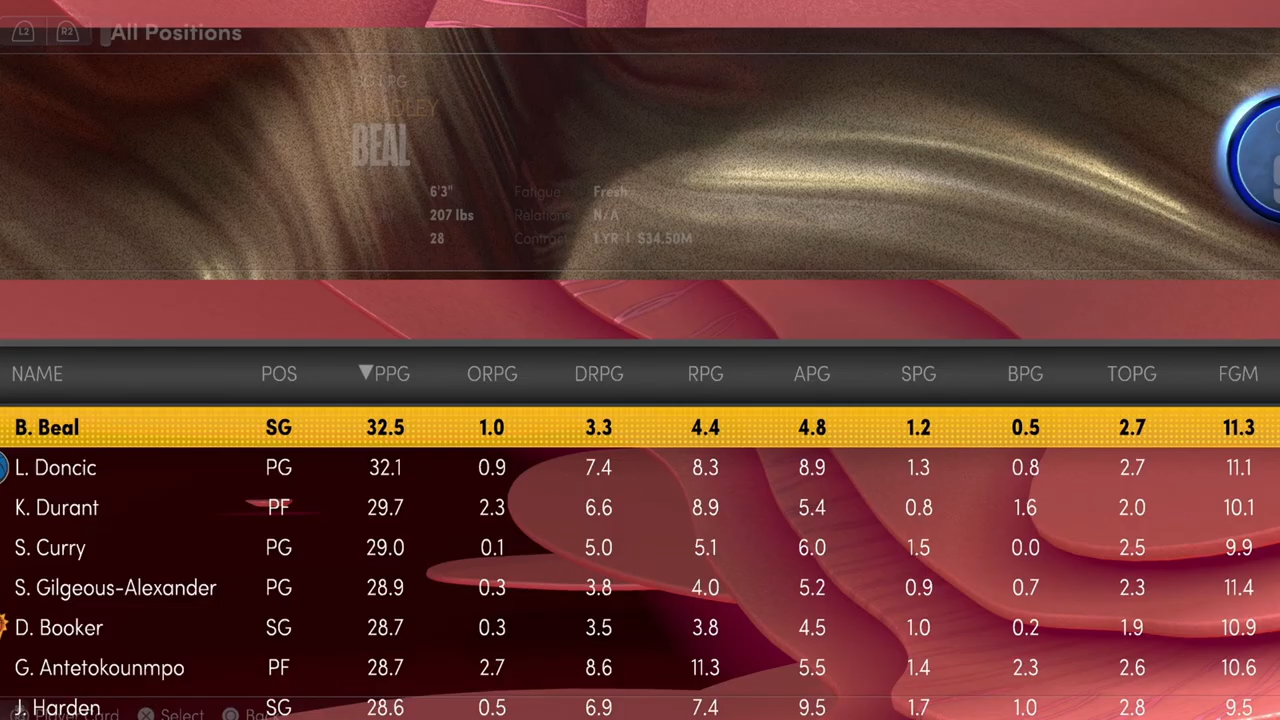 L2 R2 All Positions
BEAL
6'3" Fatigue Fresh
207 lbs Relations N/A
28 Contract 1 YR | $34.50M
NAME POS ▼PPG ORPG DRPG RPG APG SPG BPG TOPG FGM
B. Beal SG 32.5 1.0 3.3 4.4 4.8 1.2 0.5 2.7 11.3
L. Doncic PG 32.1 0.9 7.4 8.3 8.9 1.3 0.8 2.7 11.1
K. Durant PF 29.7 2.3 6.6 8.9 5.4 0.8 1.6 2.0 10.1
S. Curry PG 29.0 0.1 5.0 5.1 6.0 1.5 0.0 2.5 9.9
S. Gilgeous-Alexander PG 28.9 0.3 3.8 4.0 5.2 0.9 0.7 2.3 11.4
D. Booker SG 28.7 0.3 3.5 3.8 4.5 1.0 0.2 1.9 10.9
G. Antetokounmpo PF 28.7 2.7 8.6 11.3 5.5 1.4 2.3 2.6 10.6
J. Harden SG 28.6 0.5 6.9 7.4 9.5 1.7 1.0 2.8 9.5
Player Card Select Back